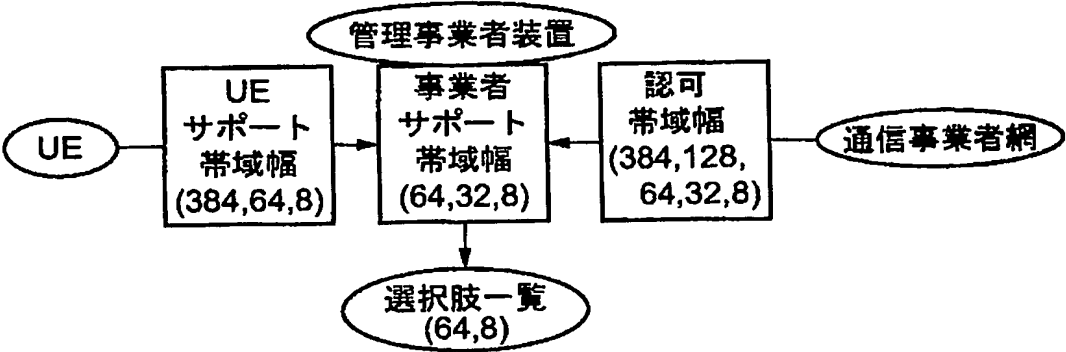 管理事業者装置
UE
UE
サポート
帯域幅
(384,64,8)
事業者
サポート
帯域幅
(64,32,8)
認可
帯域幅
(384,128,
64,32,8)
通信事業者網
選択肢一覧
(64,8)